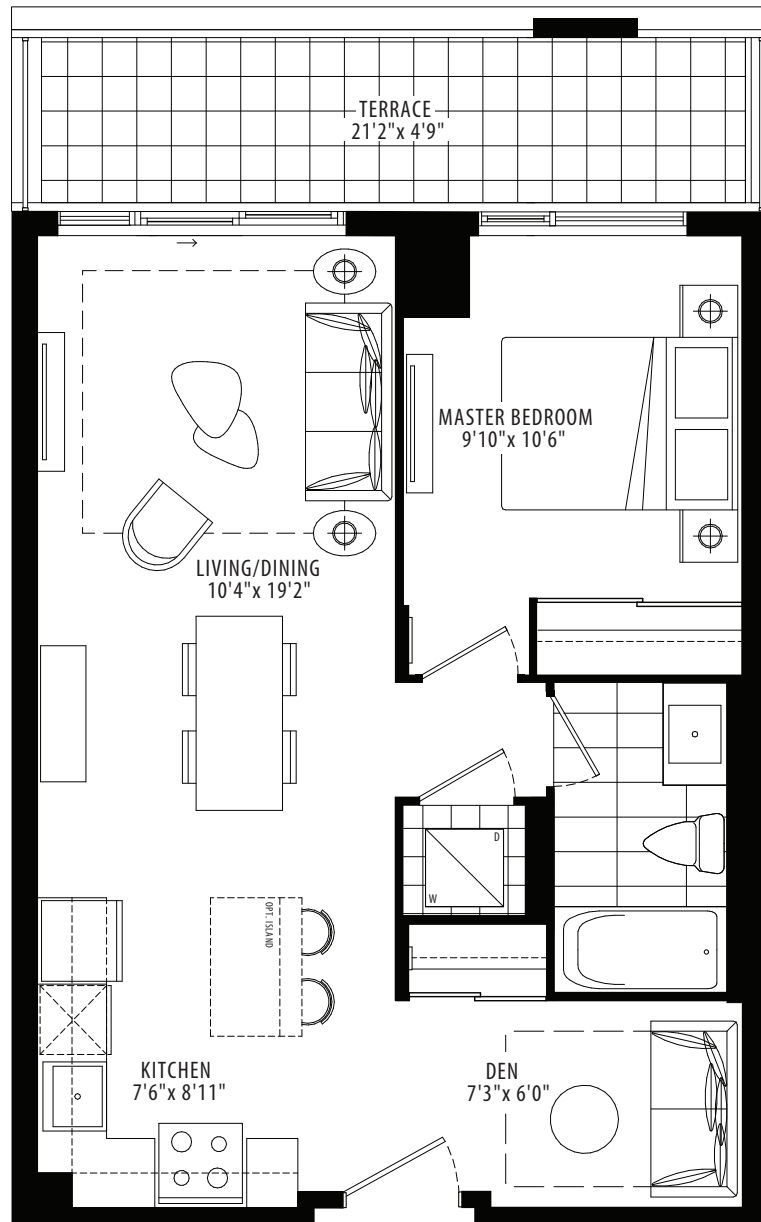 TERRACE
21'2"x 4'9"
MASTER BEDROOM
9'10"x 10'6"
LIVING/DINING
10'4"x 19'2"
D
W
OPT. ISLAND
KITCHEN
7'6"x 8'11"
DEN
7'3"x 6'0"